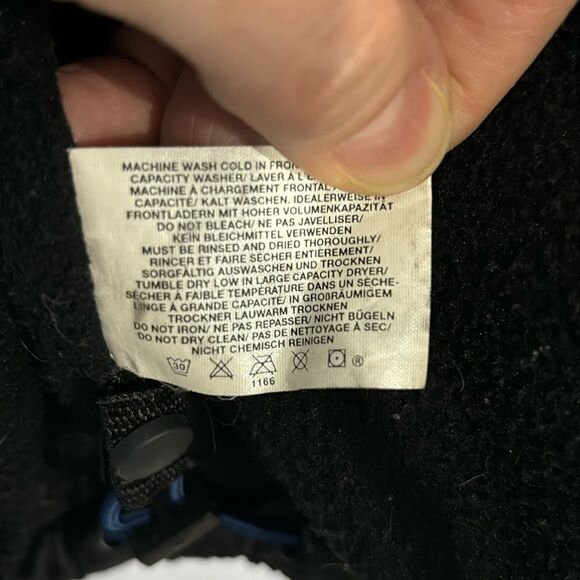 MACHINE WASH COLD IN
CAPACITY WASHER/ LAVER À
MACHINE À CHARGEMENT FRONTAL
CAPACITÉ/ KALT WASCHEN. IDEALERWEISE IN
FRONTLADERN MIT HOHER VOLUMENKAPAZITÄT
DO NOT BLEACH/ NE PAS JAVELLISER/
KEIN BLEICHMITTEL VERWENDEN
MUST BE RINSED AND DRIED THOROUGHLY/
RINCER ET FAIRE SÉCHER ENTIÈREMENT/
SORGFÄLTIG AUSWASCHEN UND TROCKNEN
TUMBLE DRY LOW IN LARGE CAPACITY DRYER/
SÉCHER À FAIBLE TEMPÉRATURE DANS UN SÈCHE-
LINGE À GRANDE CAPACITÉ/ IN GROßRÄUMIGEM
TROCKNER LAUWARM TROCKNEN
DO NOT IRON/ NE PAS REPASSER/ NICHT BÜGELN
DO NOT DRY CLEAN/ PAS DE NETTOYAGE À SEC/
NICHT CHEMISCH REINIGEN
30 ®
1166